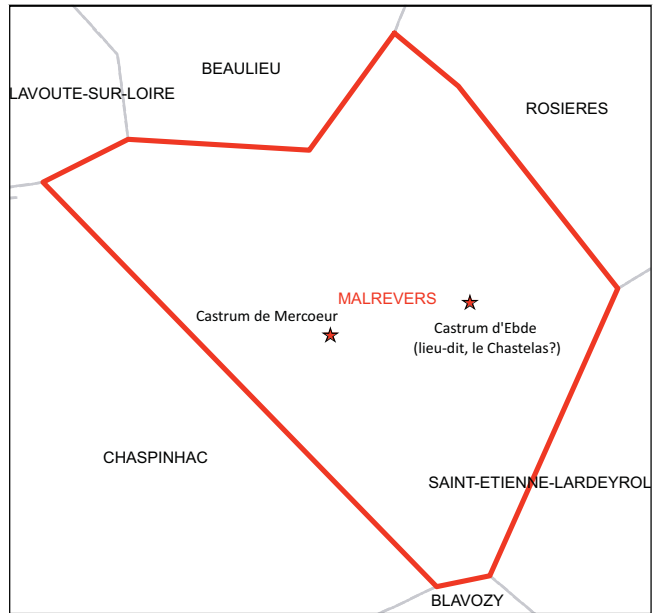 BEAULIEU
LAVOUTE-SUR-LOIRE
ROSIERES
MALREVERS
Castrum de Mercoeur
Castrum d'Ebde
(lieu-dit, le Chastelas?)
CHASPINHAC
SAINT-ETIENNE-LARDEYROL
BLAVOZY